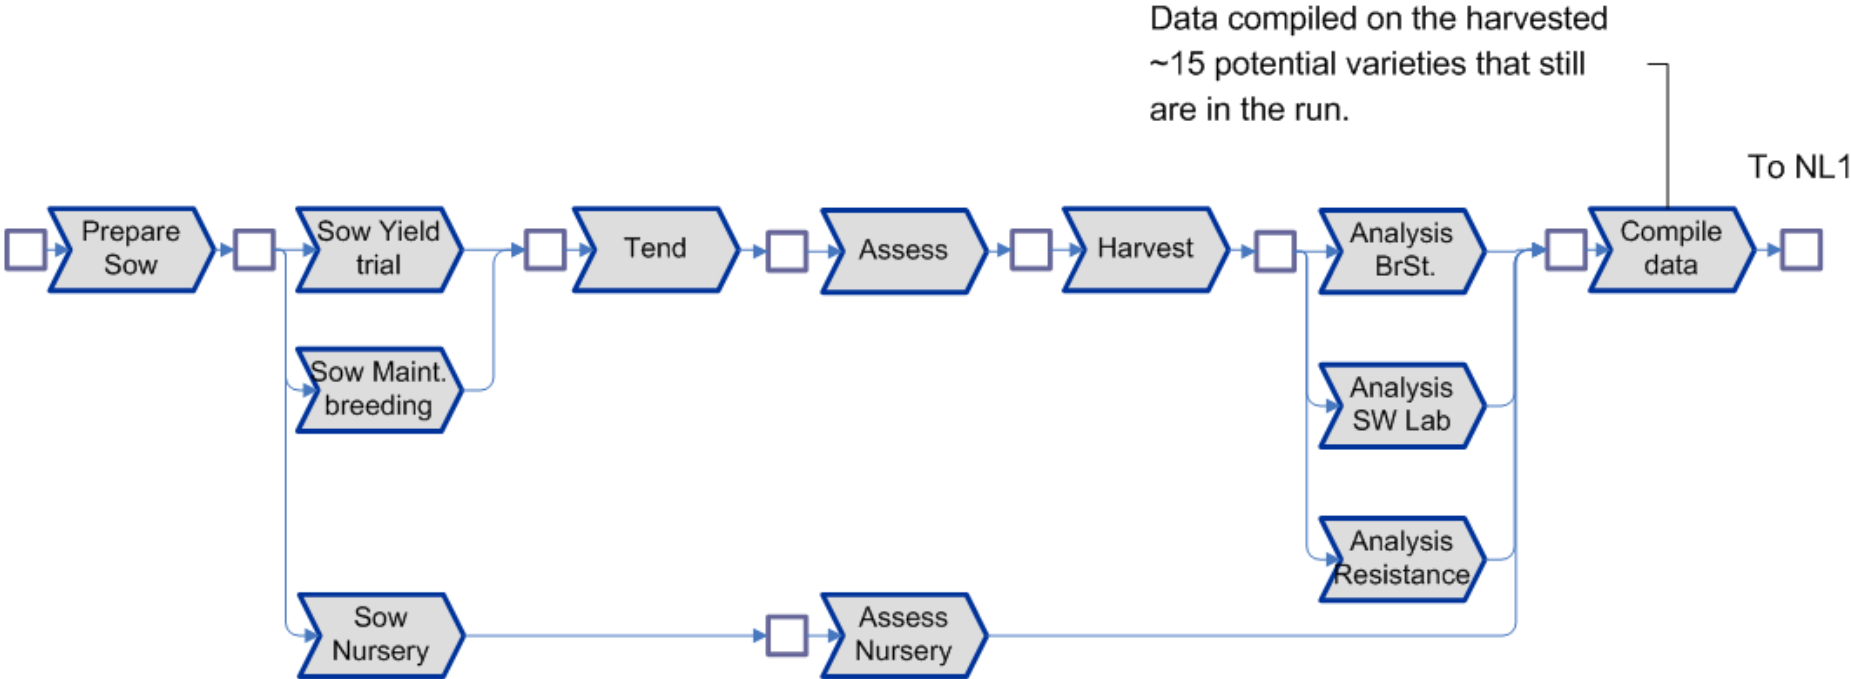 Data compiled on the harvested
~15 potential varieties that still
are in the run.
To NL1
Prepare
Sow
Sow Yield
trial
Tend
Assess
Harvest
Analysis
BrSt.
Compile
data
Sow Maint.
breeding
Analysis
SW Lab
Analysis
Resistance
Sow
Nursery
Assess
Nursery